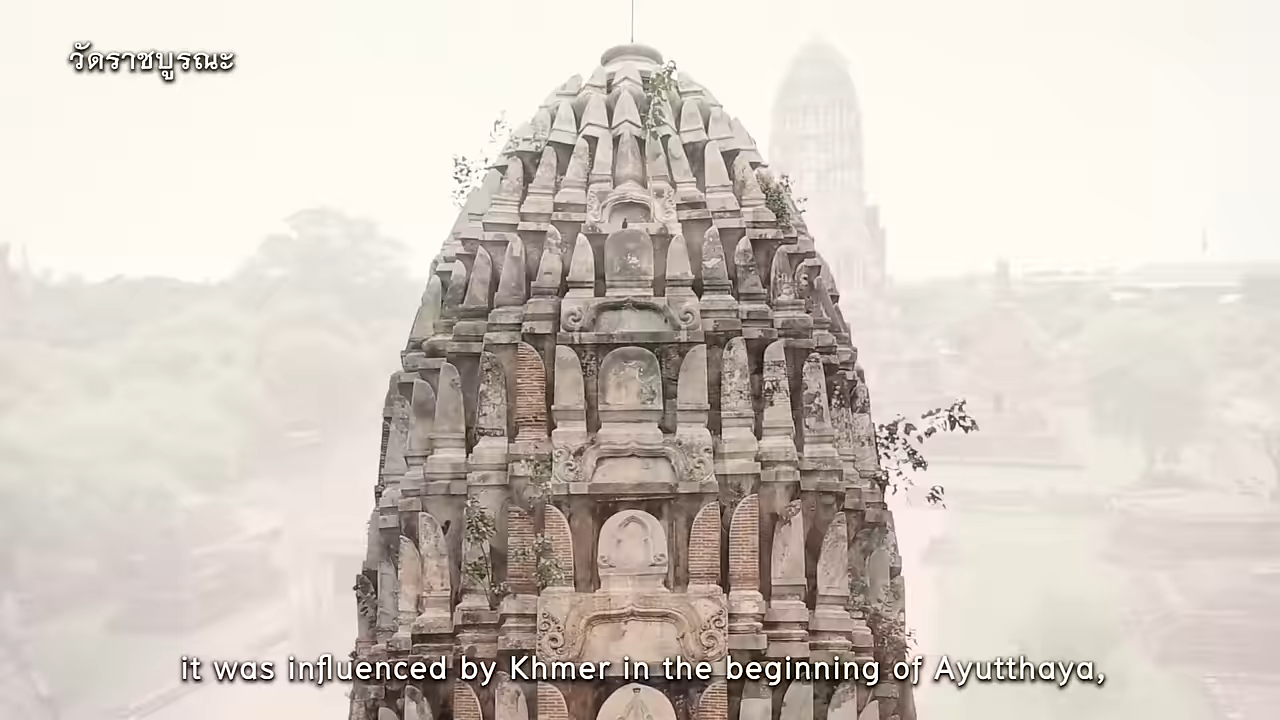 วัดราชบูรณะ
it was influenced by Khmer in the beginning of Ayutthaya,